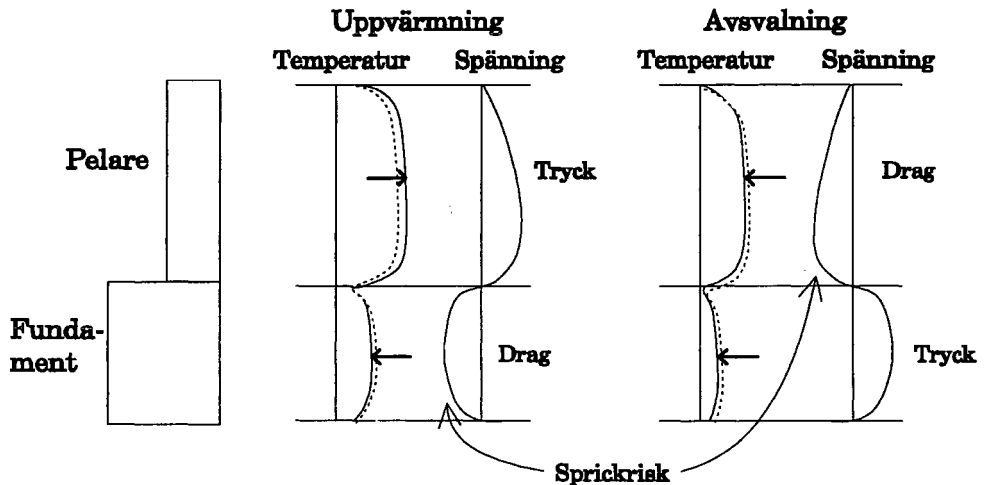 Uppvärmning
Avsvalning
Temperatur Spänning
Temperatur Spänning
Pelare
Tryck
Drag
Funda-
ment
Drag
Tryck
Sprickrisk